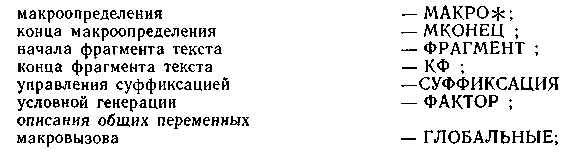 макроопределения — МАКРО*;
конца макроопределения — МКОНЕЦ ;
начала фрагмента текста — ФРАГМЕНТ ;
конца фрагмента текста — КФ ;
управления суффиксацией —СУФФИКСАЦИЯ
условной генерации — ФАКТОР ;
описания общих переменных
макровызова — ГЛОБАЛЬНЫЕ;